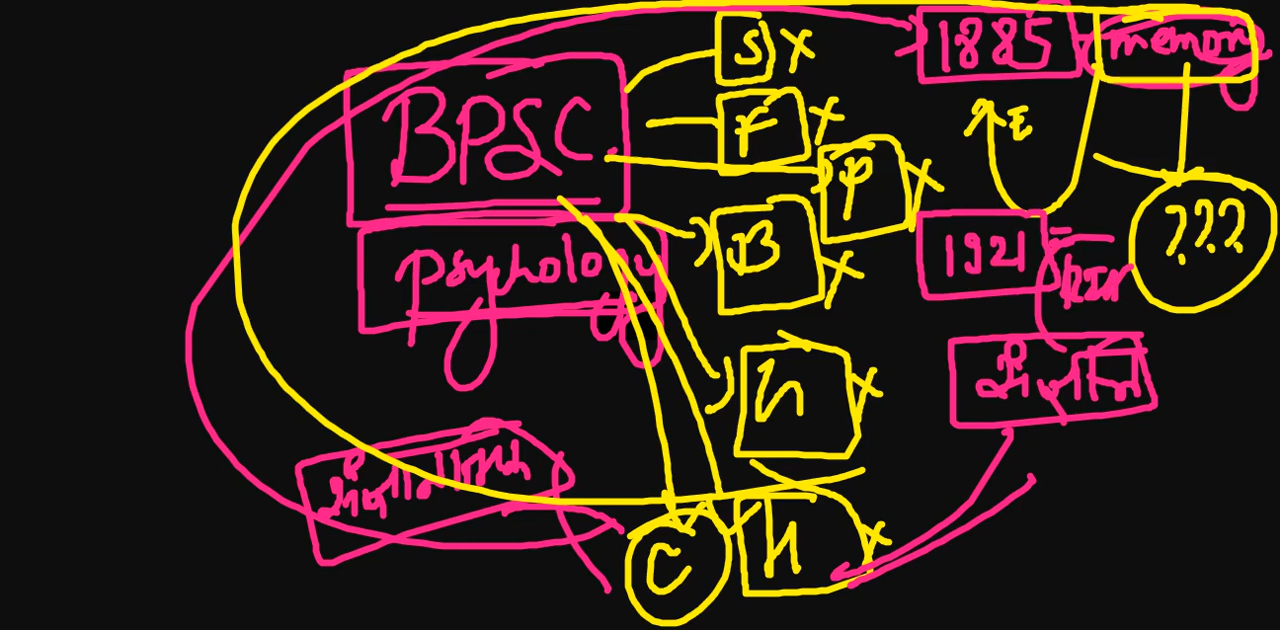 S X
1885
memory
BPSC
F X
E
P X
???
psychology
B X
1921
h X
C
H X